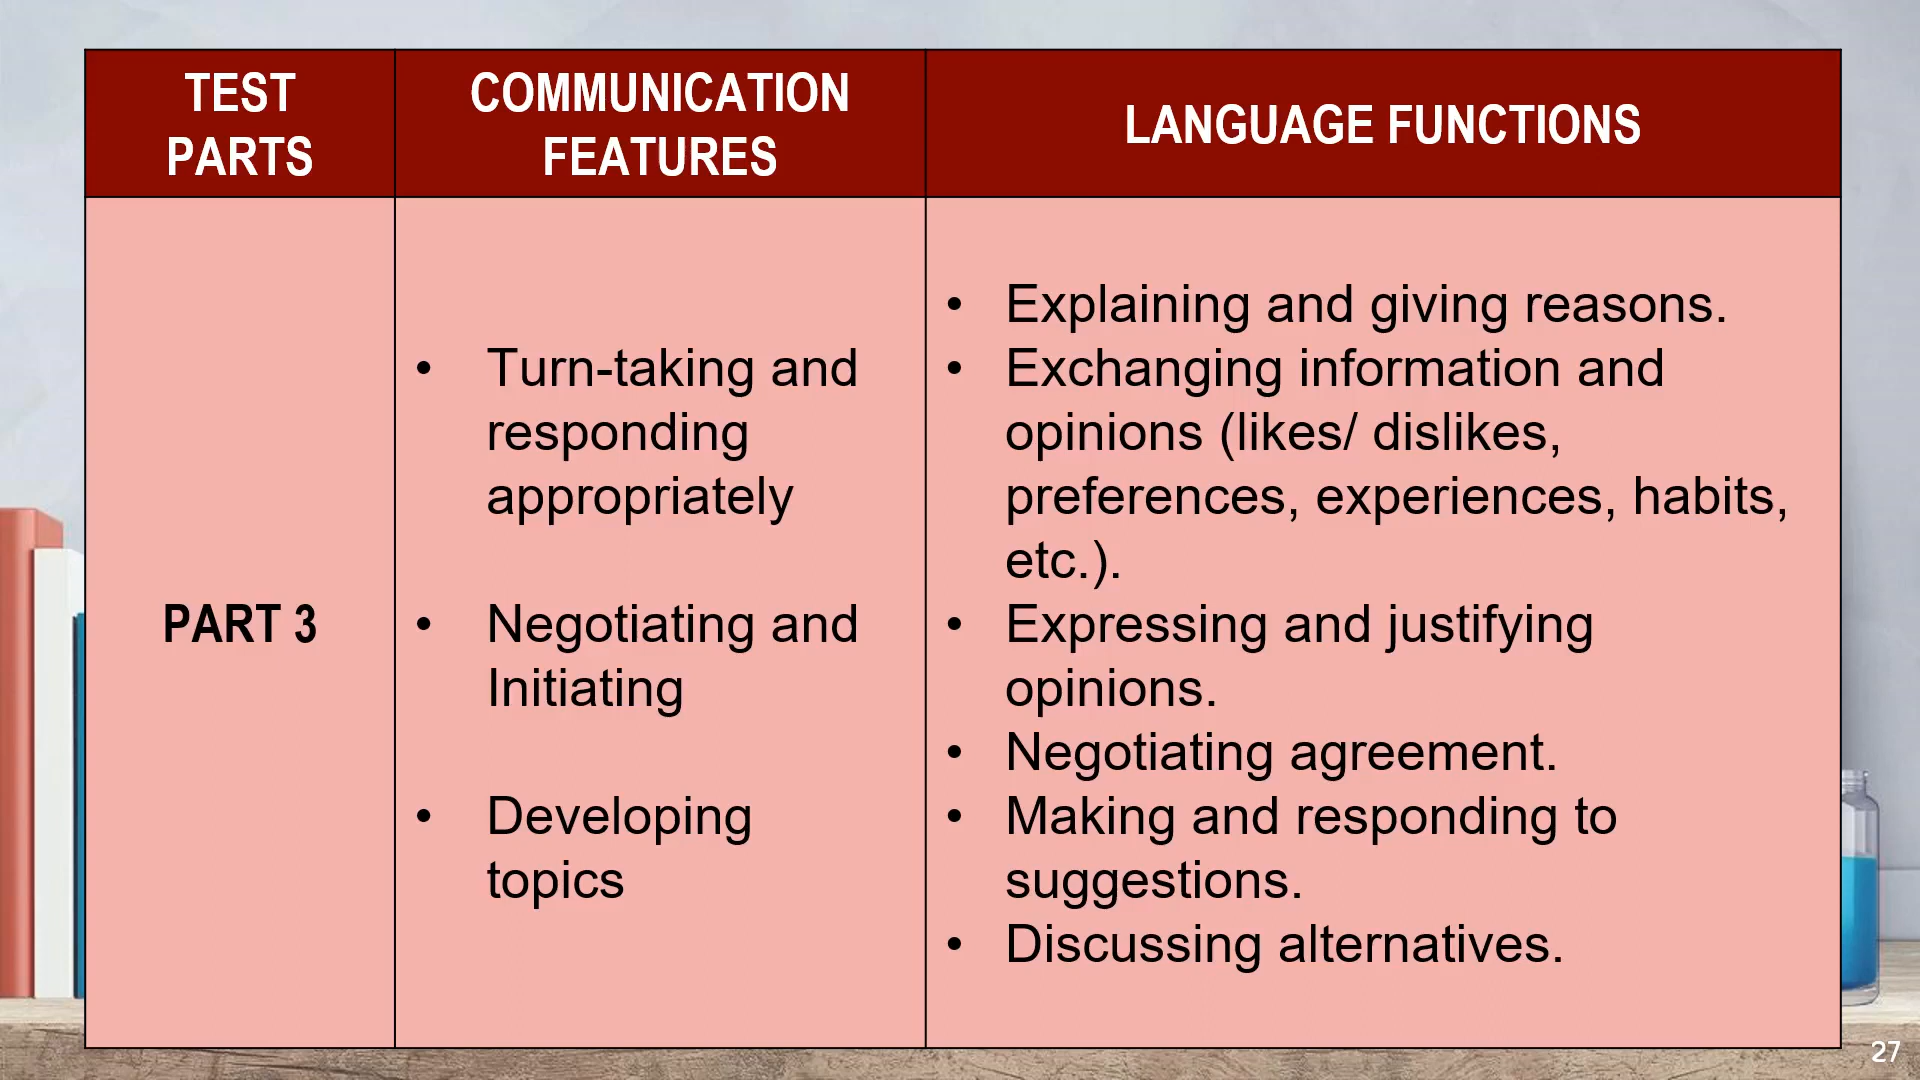 TEST
PARTS
COMMUNICATION
FEATURES
LANGUAGE FUNCTIONS
PART 3
• Turn-taking and
responding
appropriately
• Negotiating and
Initiating
• Developing
topics
• Explaining and giving reasons.
• Exchanging information and
opinions (likes/ dislikes,
preferences, experiences, habits,
etc.).
• Expressing and justifying
opinions.
• Negotiating agreement.
• Making and responding to
suggestions.
• Discussing alternatives.
27